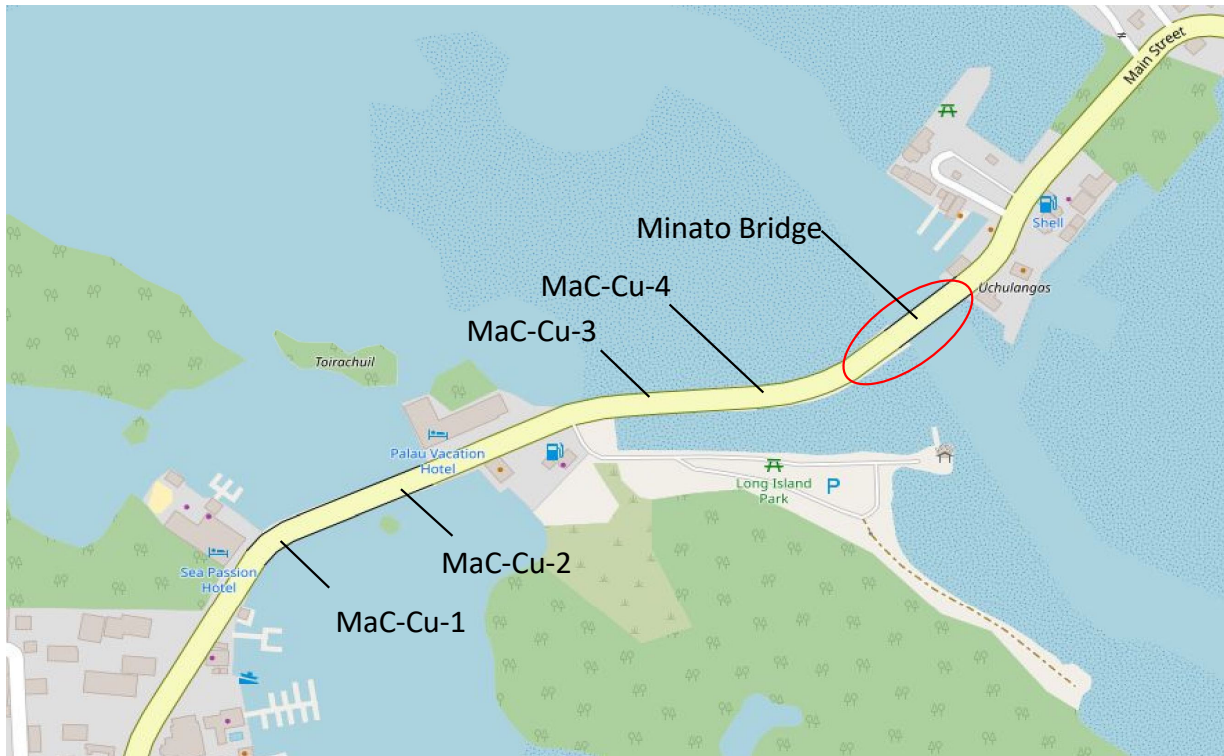 Main Street
Shell
Minato Bridge
Uchulangas
MaC-Cu-4
MaC-Cu-3
Toirachuil
Palau Vacation
Hotel
Long Island
Park
P
MaC-Cu-2
Sea Passion
Hotel
MaC-Cu-1